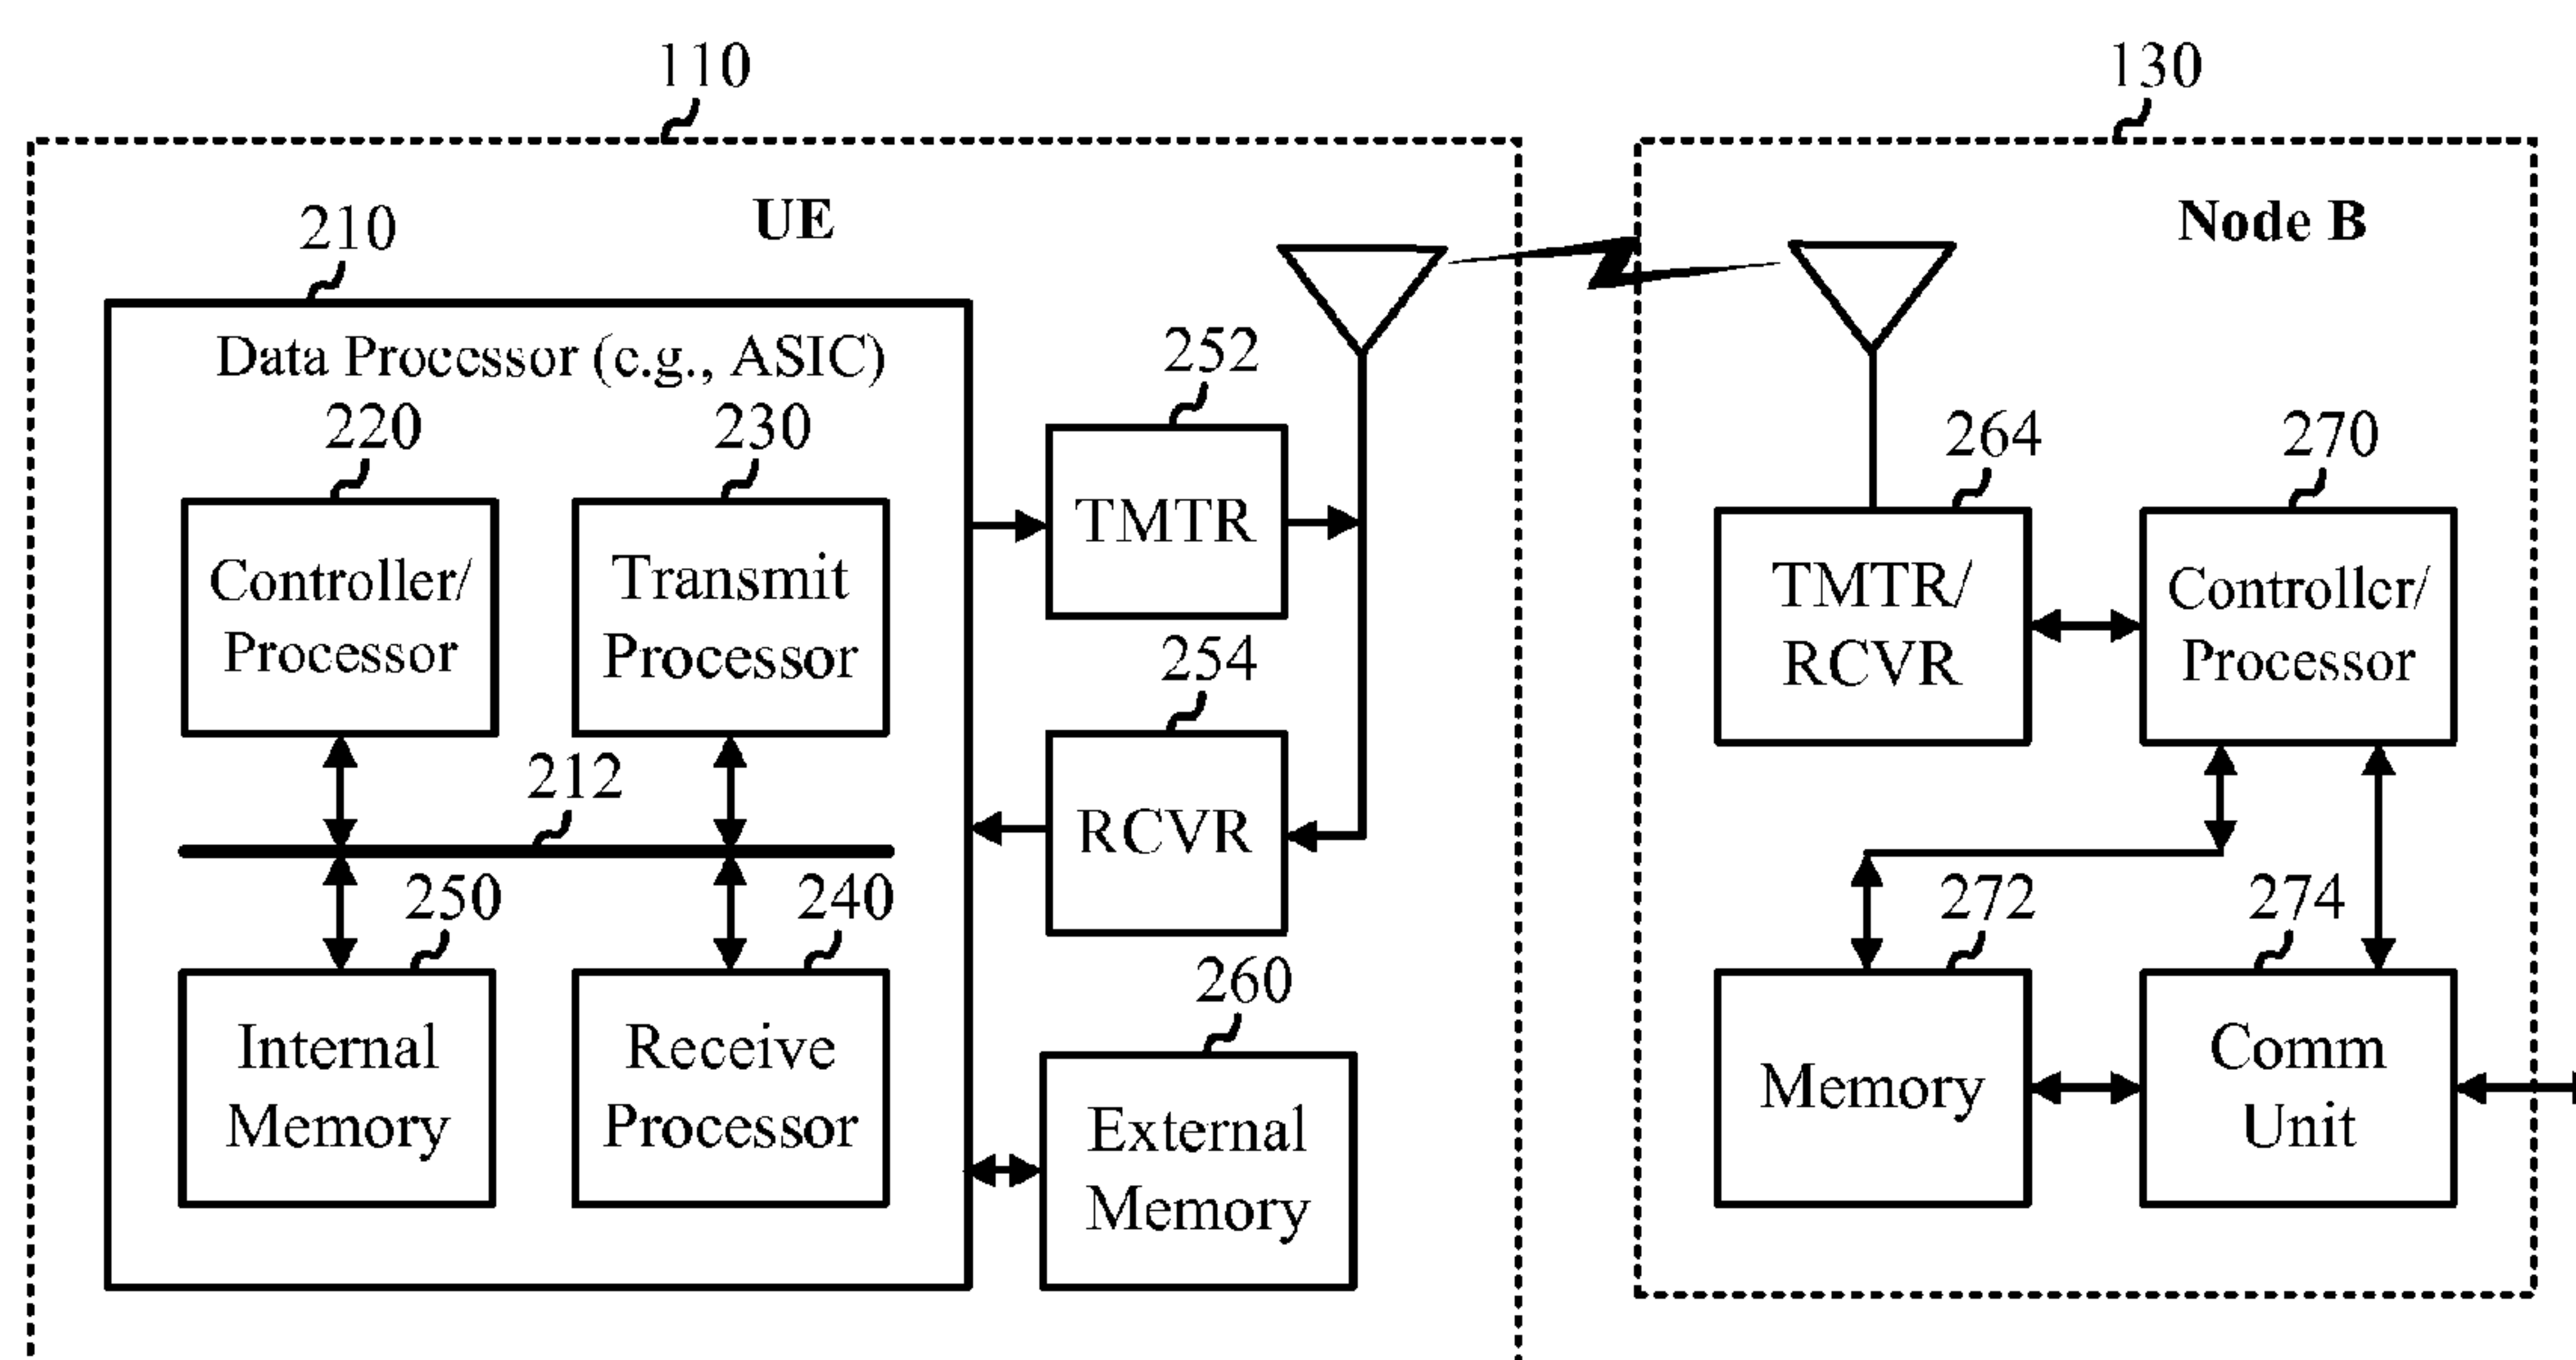 110
130
UE
Node B
210
Data Processor (e.g., ASIC)
252
220
230
264
270
TMTR
Controller/
Processor
Transmit
Processor
TMTR/
RCVR
Controller/
Processor
254
212
RCVR
250
240
272
274
260
Internal
Memory
Receive
Processor
External
Memory
Memory
Comm
Unit